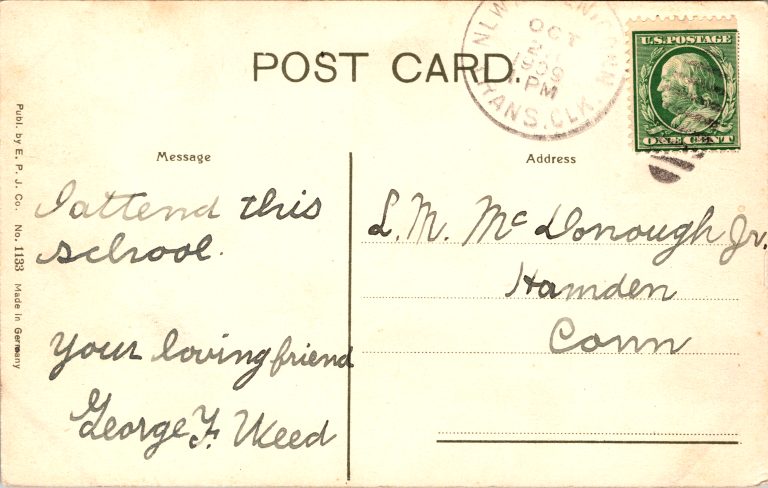 POST CARD.
OCT
1909
PM
U.S.POSTAGE
ONE CENT
Message
Address
I attend this
school.
Your loving friend
George F. Weed
L. M. McDonough Jr.
Hamden
Conn
Publ. by E. P. J. Co. No. 1133 Made in Germany